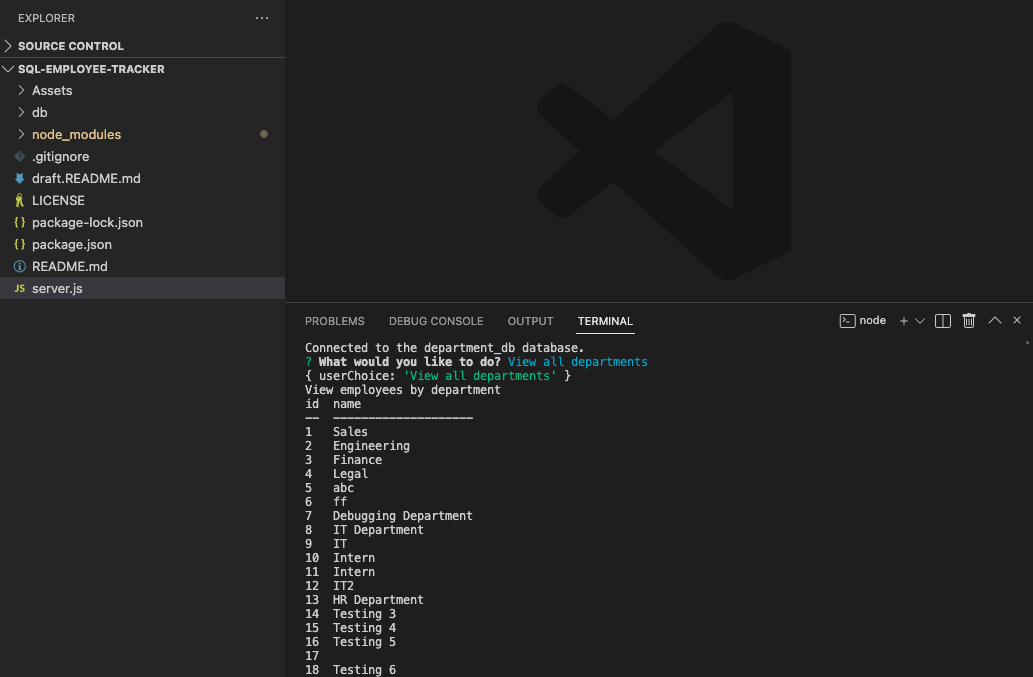 EXPLORER
SOURCE CONTROL
SQL-EMPLOYEE-TRACKER
Assets
db
node_modules
.gitignore
draft.README.md
LICENSE
{} package-lock.json
{} package.json
README.md
JS server.js
PROBLEMS DEBUG CONSOLE OUTPUT TERMINAL node
Connected to the department_db database.
? What would you like to do? View all departments
{ userChoice: 'View all departments' }
View employees by department
id name
-- --------------------
1 Sales
2 Engineering
3 Finance
4 Legal
5 abc
6 ff
7 Debugging Department
8 IT Department
9 IT
10 Intern
11 Intern
12 IT2
13 HR Department
14 Testing 3
15 Testing 4
16 Testing 5
17
18 Testing 6